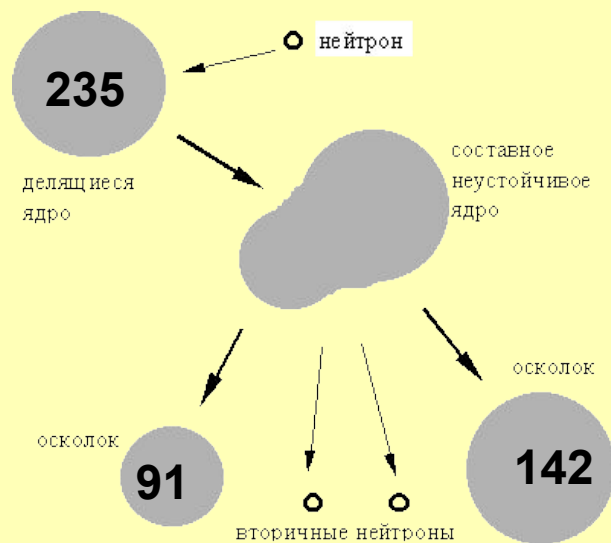 нейтрон
235
делящиеся
ядро
составное
неустойчивое
ядро
осколок
91
осколок
142
вторичные нейтроны